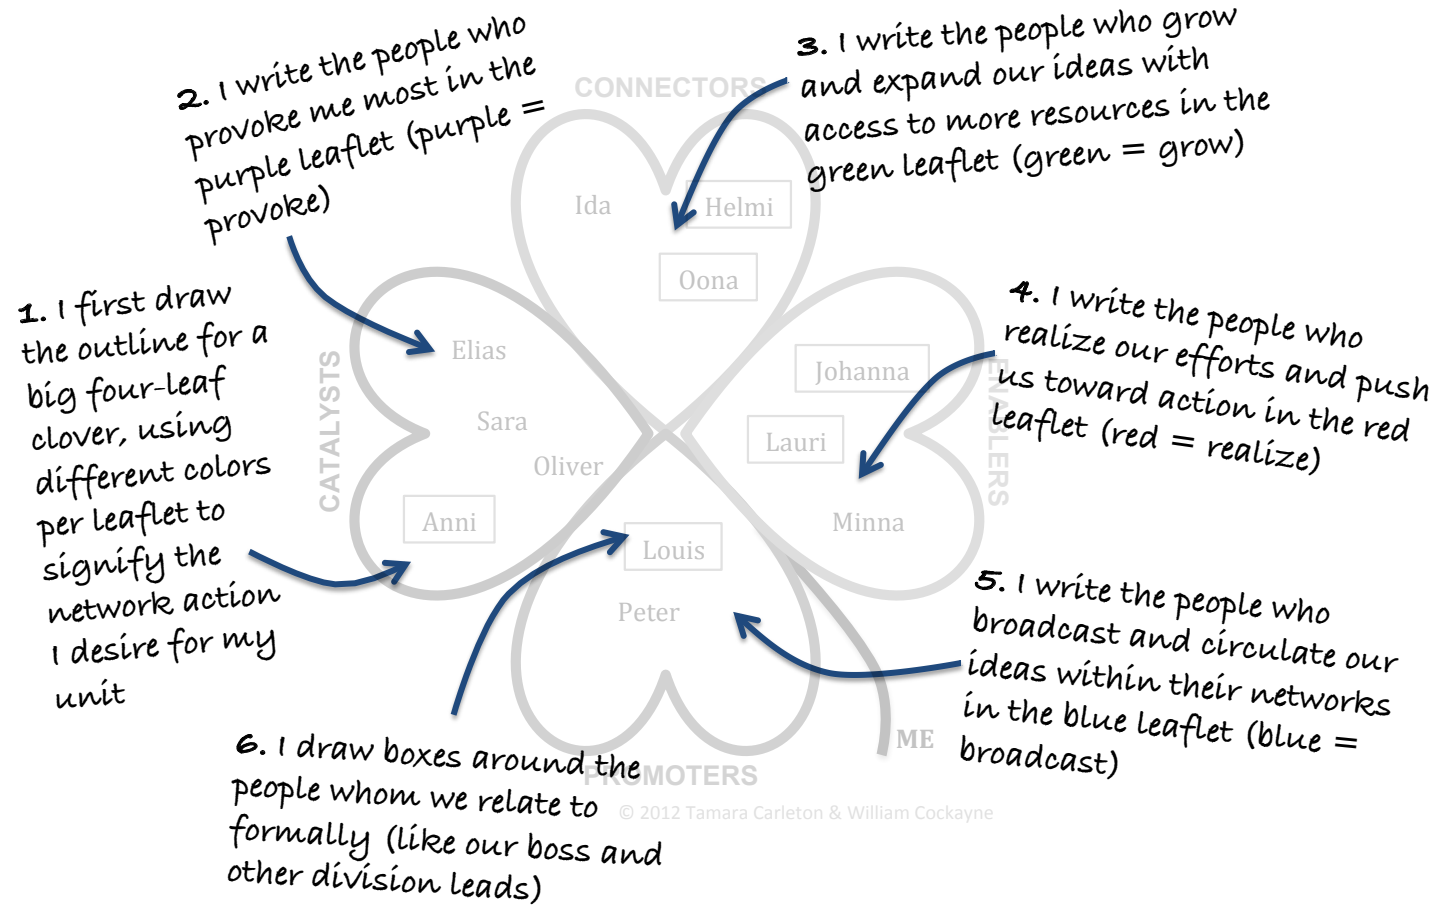 2. I write the people who
provoke me most in the
purple leaflet (purple =
provoke)
3. I write the people who grow
and expand our ideas with
access to more resources in the
green leaflet (green = grow)
CONNECTORS
Ida
Helmi
Oona
1. I first draw
the outline for a
big four-leaf
clover, using
different colors
per leaflet to
signify the
network action
I desire for my
unit
CATALYSTS
Elias
Sara
Oliver
Anni
4. I write the people who
realize our efforts and push
us toward action in the red
leaflet (red = realize)
ENABLERS
Johanna
Lauri
Minna
Louis
Peter
5. I write the people who
broadcast and circulate our
ideas within their networks
in the blue leaflet (blue =
broadcast)
ME
6. I draw boxes around the
people whom we relate to
formally (like our boss and
other division leads)
PROMOTERS
© 2012 Tamara Carleton & William Cockayne